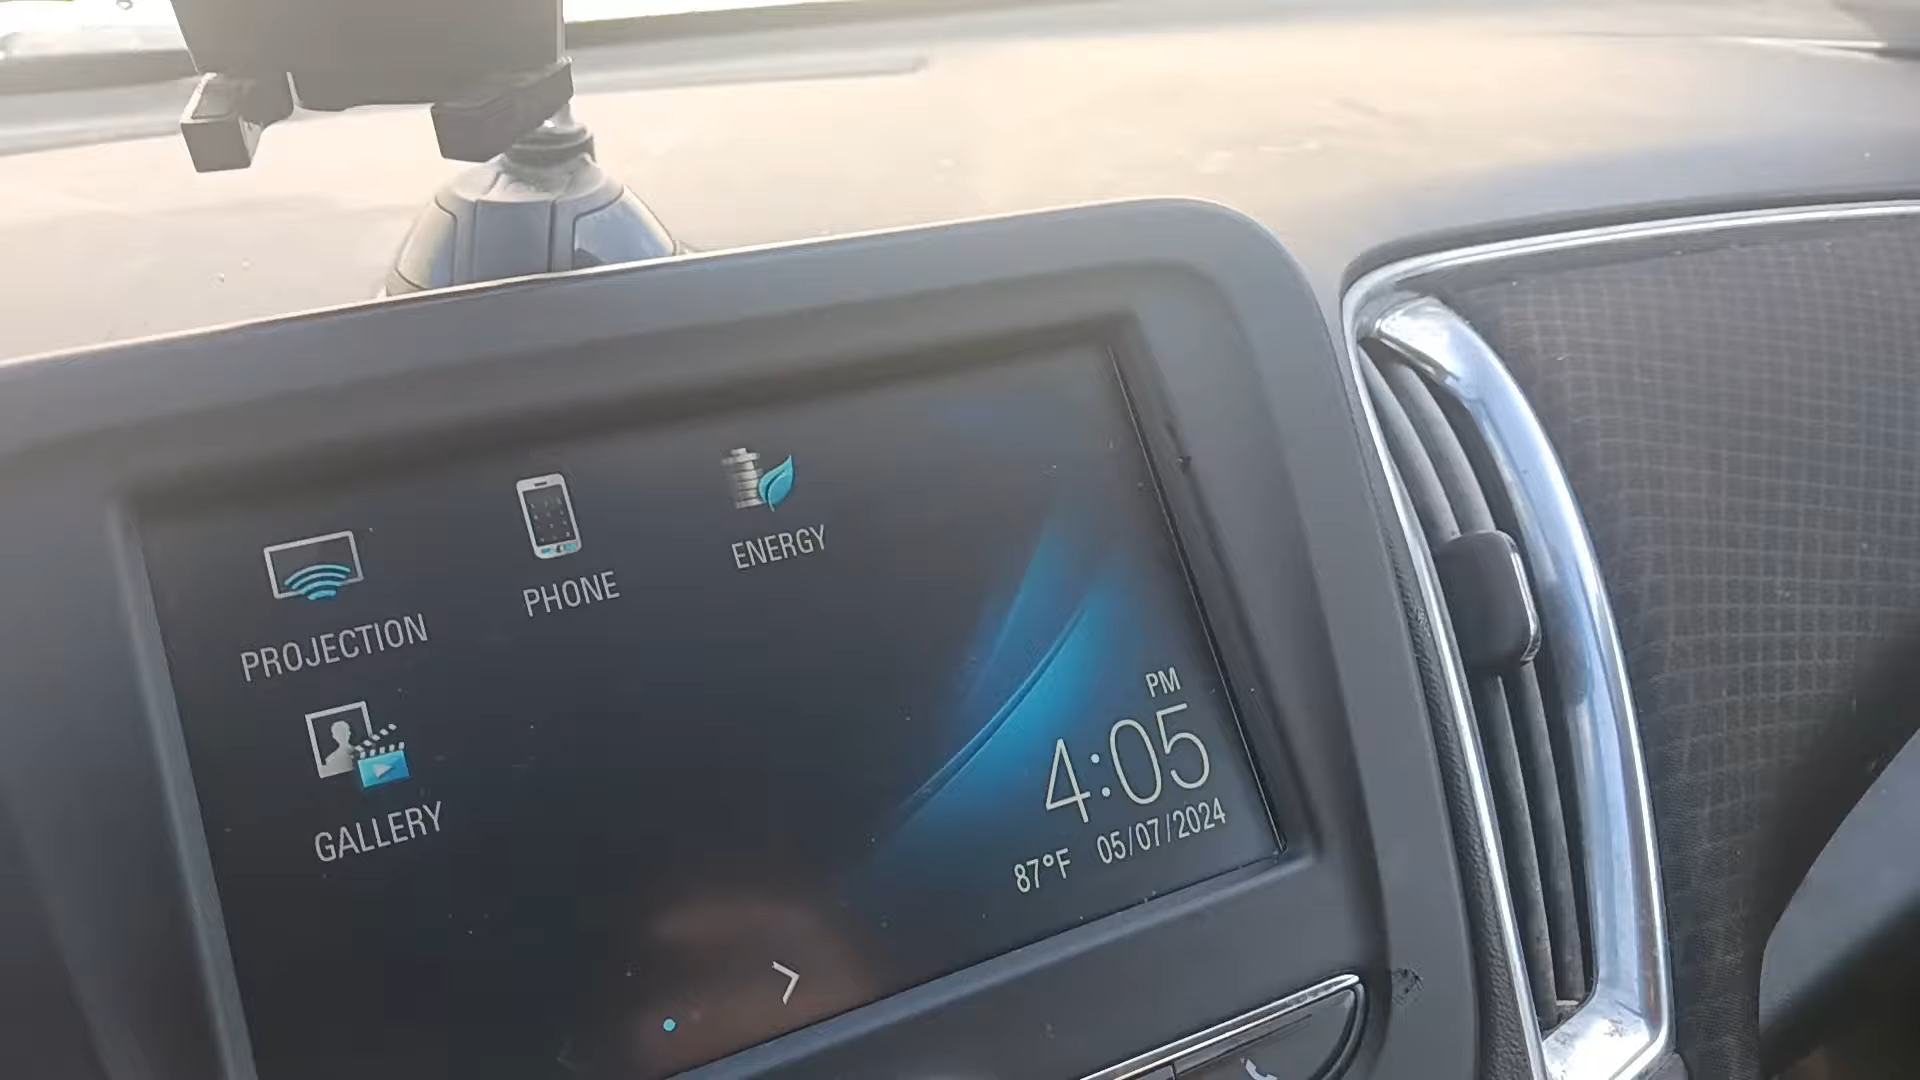 PROJECTION
PHONE
ENERGY
GALLERY
PM
4:05
87°F 05/07/2024